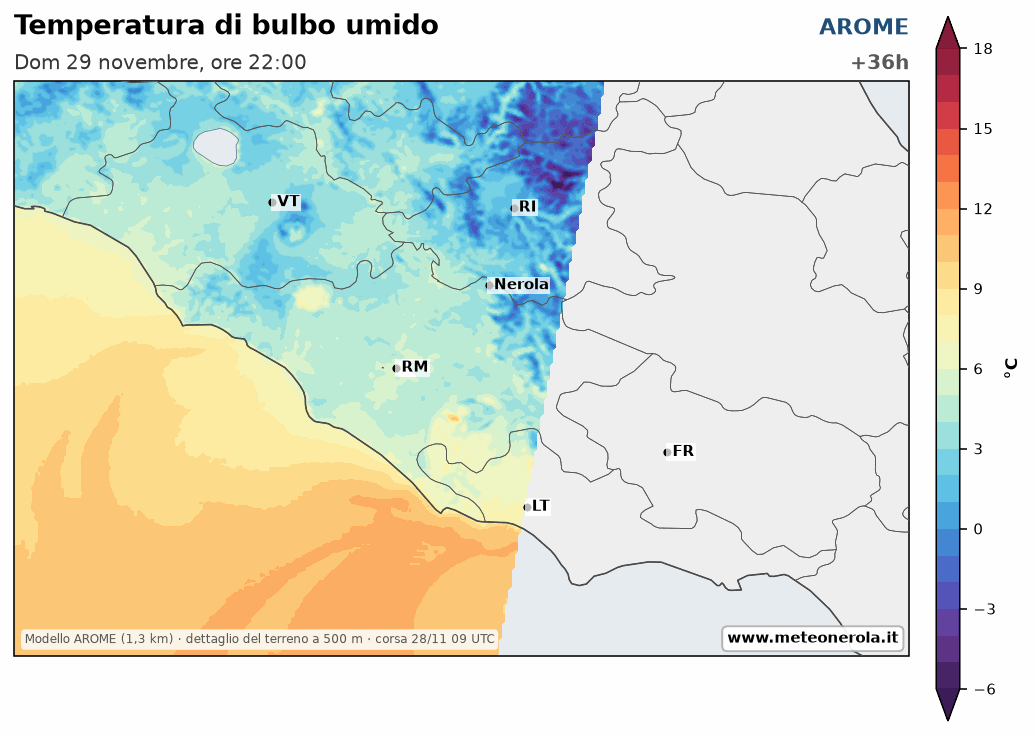 Temperatura di bulbo umido
AROME
Dom 29 novembre, ore 22:00
+36h
18
15
12
9
6
3
0
−3
−6
°C
VT
RI
Nerola
RM
FR
LT
Modello AROME (1,3 km) · dettaglio del terreno a 500 m · corsa 28/11 09 UTC
www.meteonerola.it